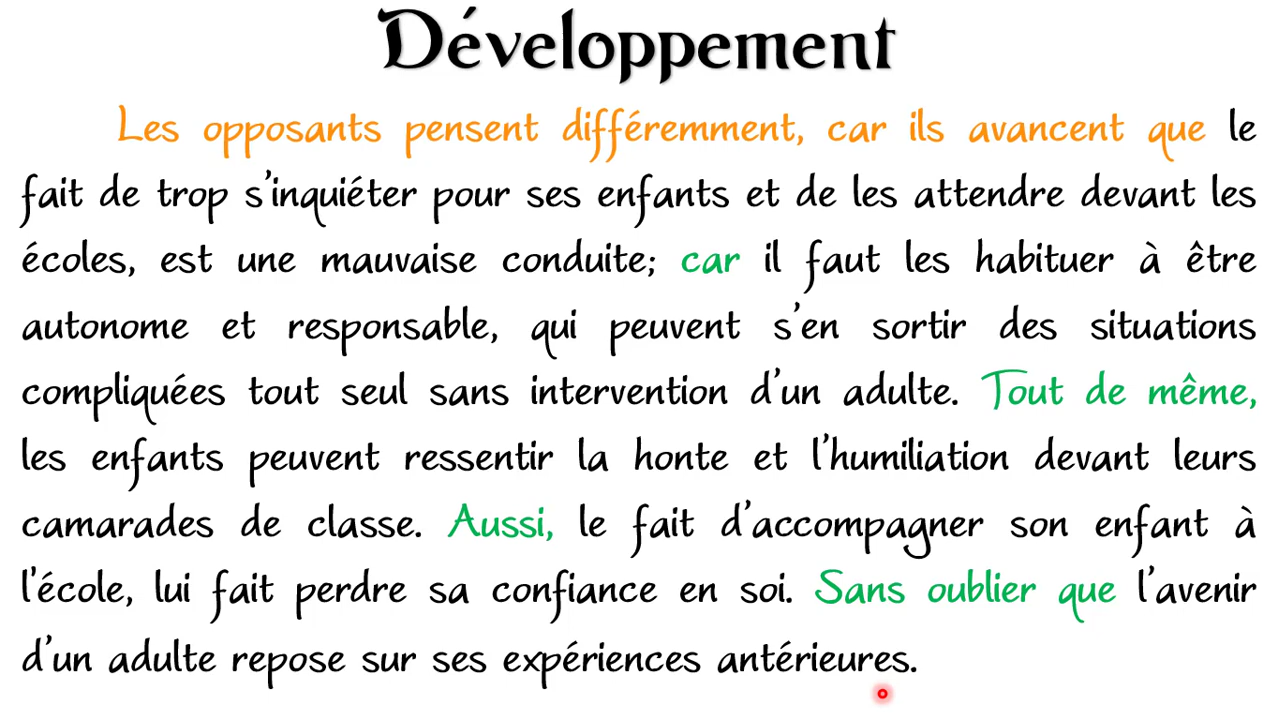 Développement
Les opposants pensent différemment, car ils avancent que le
fait de trop s'inquiéter pour ses enfants et de les attendre devant les
écoles, est une mauvaise conduite; car il faut les habituer à être
autonome et responsable, qui peuvent s'en sortir des situations
compliquées tout seul sans intervention d'un adulte. Tout de même,
les enfants peuvent ressentir la honte et l'humiliation devant leurs
camarades de classe. Aussi, le fait d'accompagner son enfant à
l'école, lui fait perdre sa confiance en soi. Sans oublier que l'avenir
d'un adulte repose sur ses expériences antérieures.